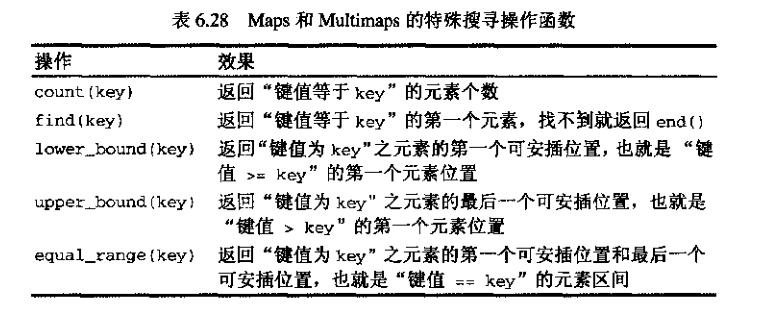 表 6.28 Maps 和 Multimaps 的特殊搜寻操作函数
操作 效果
count(key) 返回“键值等于 key”的元素个数
find(key) 返回“键值等于 key”的第一个元素，找不到就返回 end()
lower_bound(key) 返回“键值为 key”之元素的第一个可安插位置，也就是“键
值 >= key”的第一个元素位置
upper_bound(key) 返回“键值为 key”之元素的最后一个可安插位置，也就是
“键值 > key”的第一个元素位置
equal_range(key) 返回“键值为 key”之元素的第一个可安插位置和最后一个
可安插位置，也就是“键值 == key”的元素区间